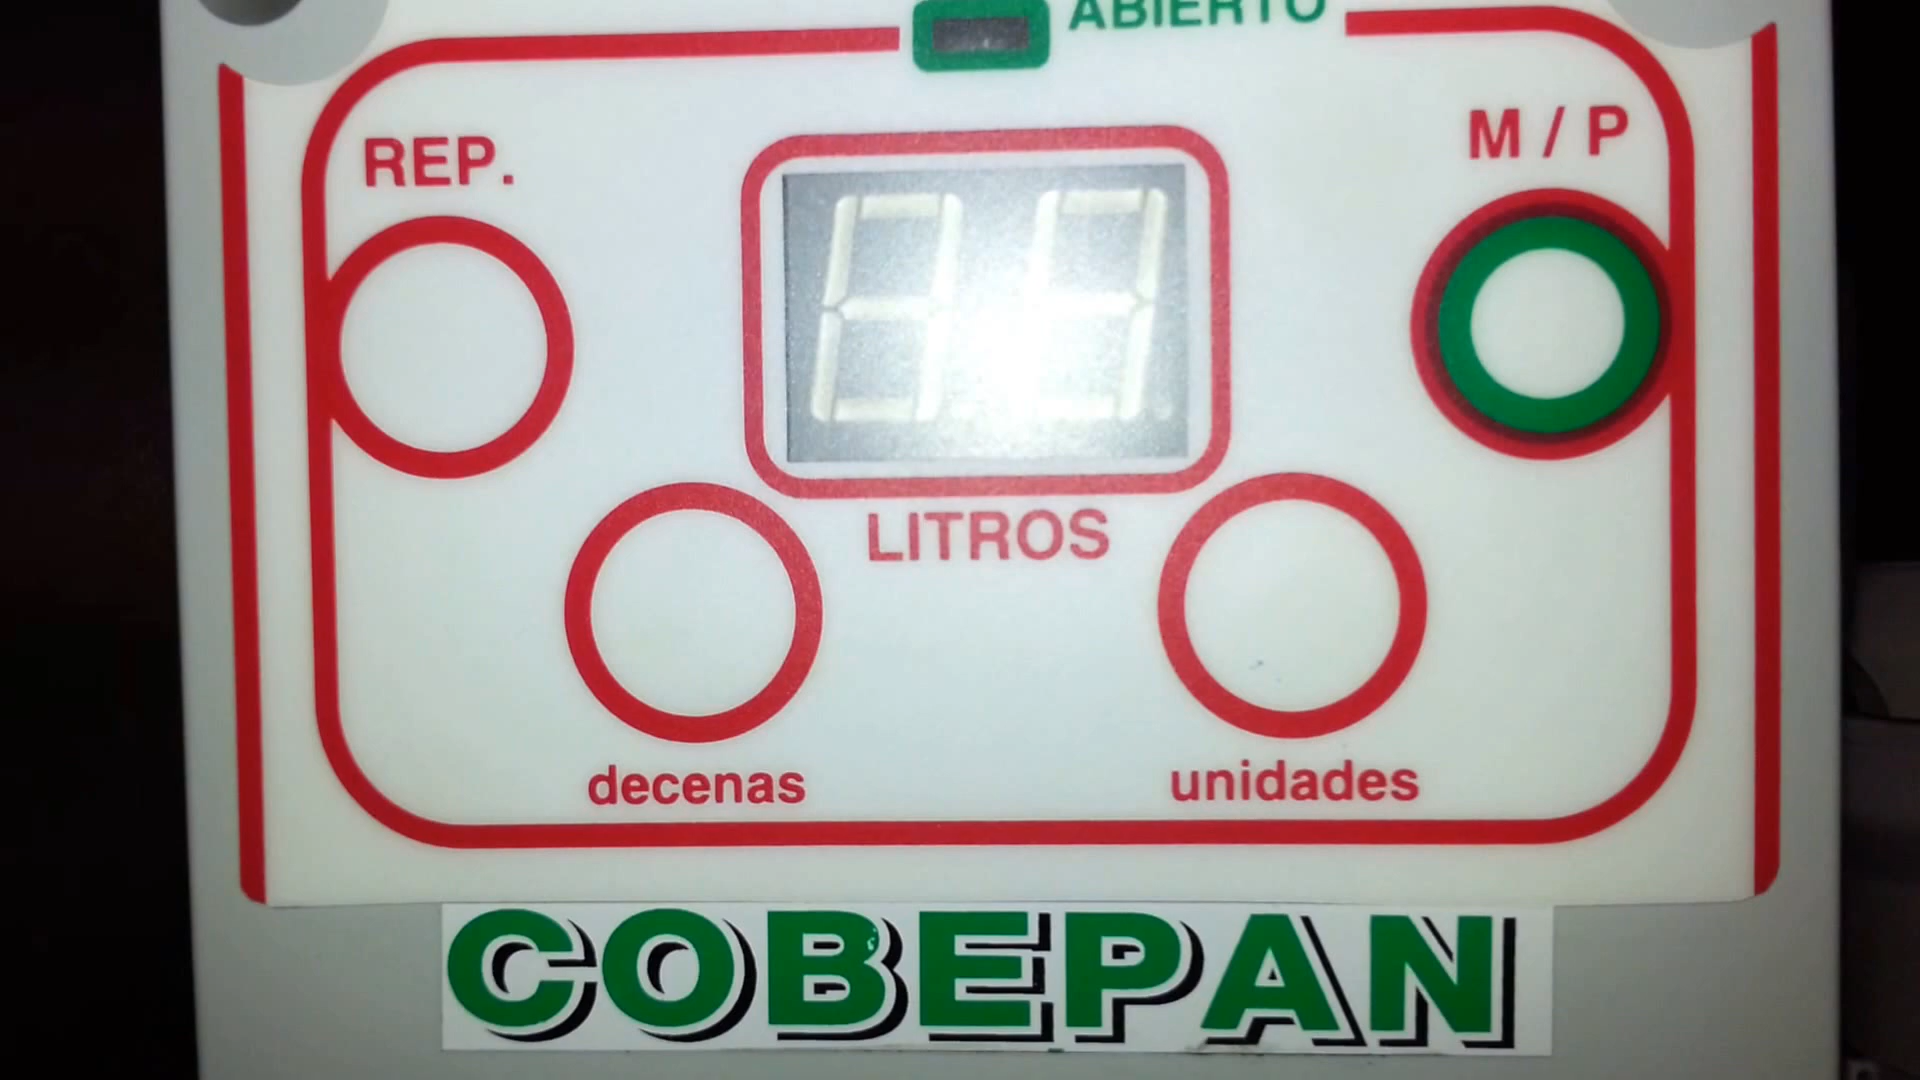 ABIERTO
REP.
M / P
LITROS
decenas
unidades
COBEPAN